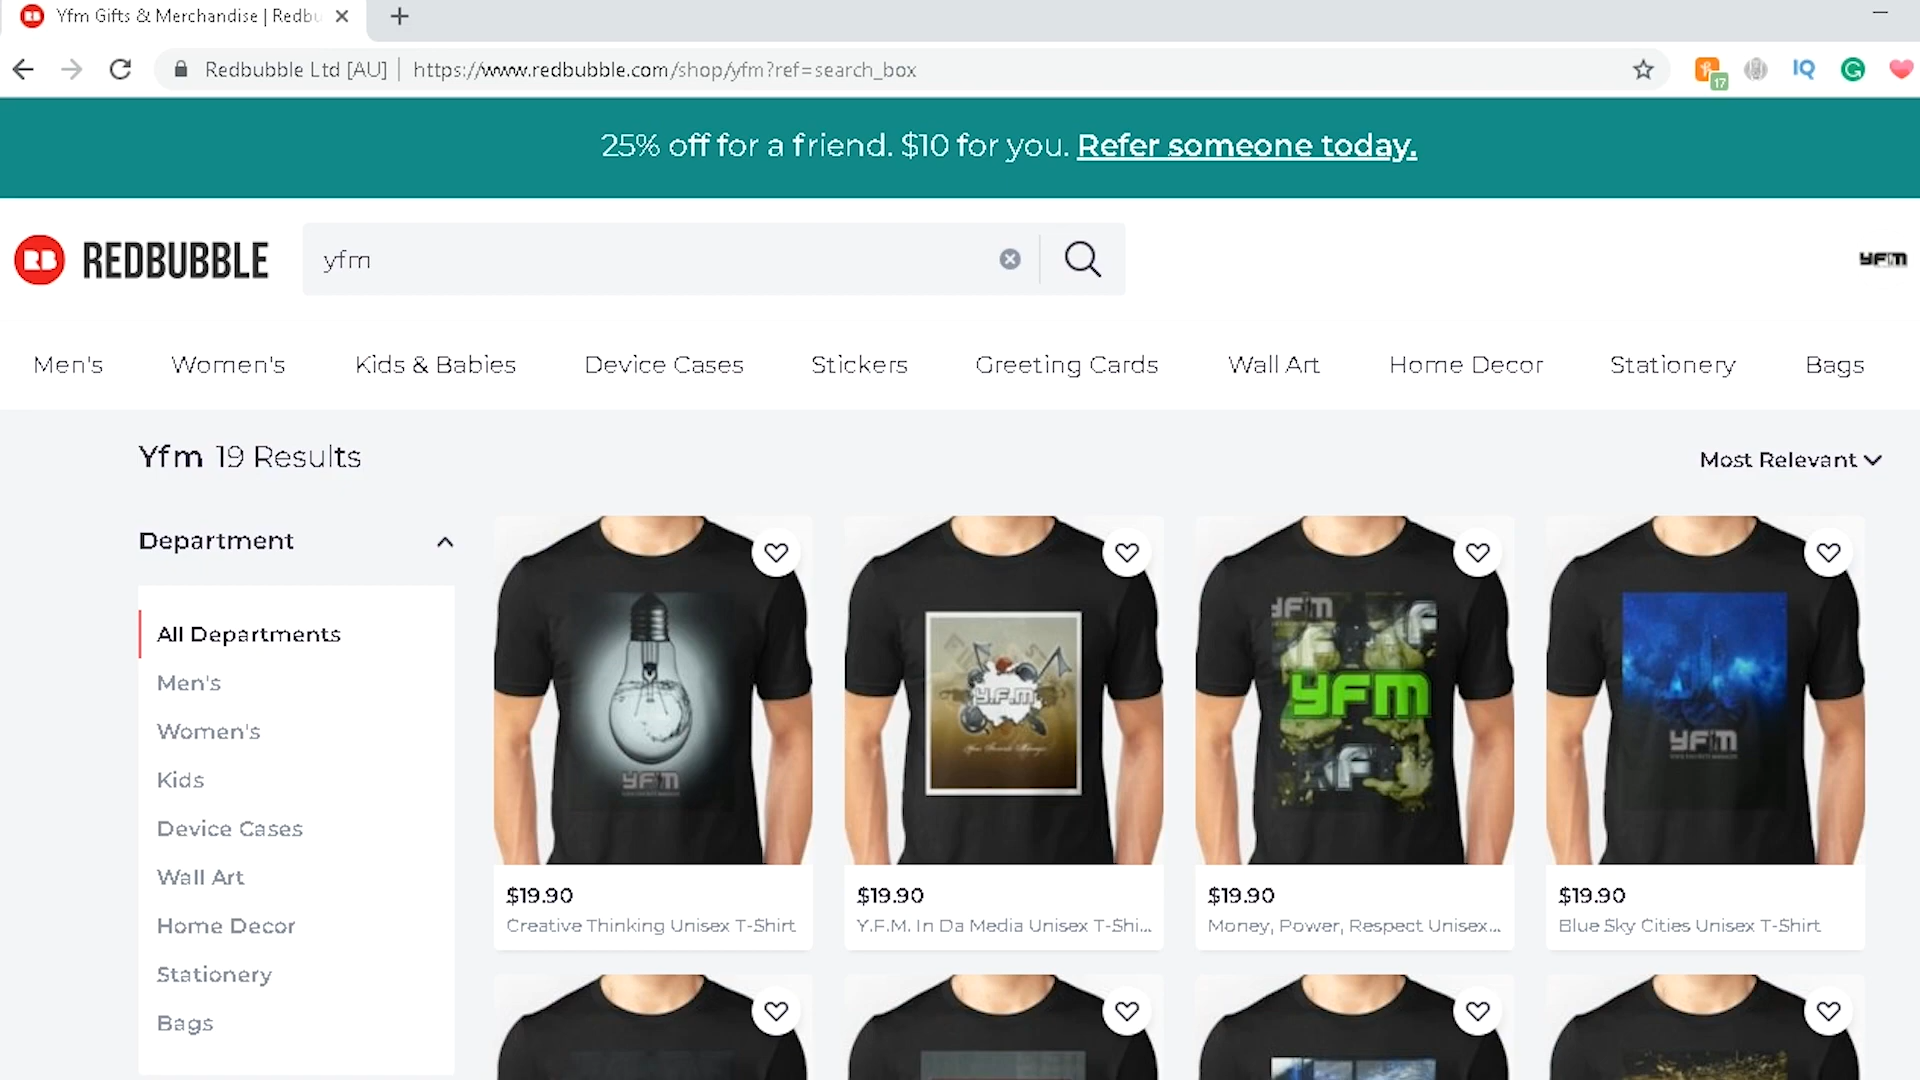 Yfm Gifts & Merchandise | Redbu
Redbubble Ltd [AU] | https://www.redbubble.com/shop/yfm?ref=search_box
17
IQ
25% off for a friend. $10 for you. Refer someone today.
RB REDBUBBLE
yfm
YFM
Men's Women's Kids & Babies Device Cases Stickers Greeting Cards Wall Art Home Decor Stationery Bags
Yfm 19 Results
Most Relevant
Department
All Departments
Men's
Women's
Kids
Device Cases
Wall Art
Home Decor
Stationery
Bags
YFM
Y.F.M
YFM
YFM
YFM
$19.90
Creative Thinking Unisex T-Shirt
$19.90
Y.F.M. In Da Media Unisex T-Shi...
$19.90
Money, Power, Respect Unisex...
$19.90
Blue Sky Cities Unisex T-Shirt